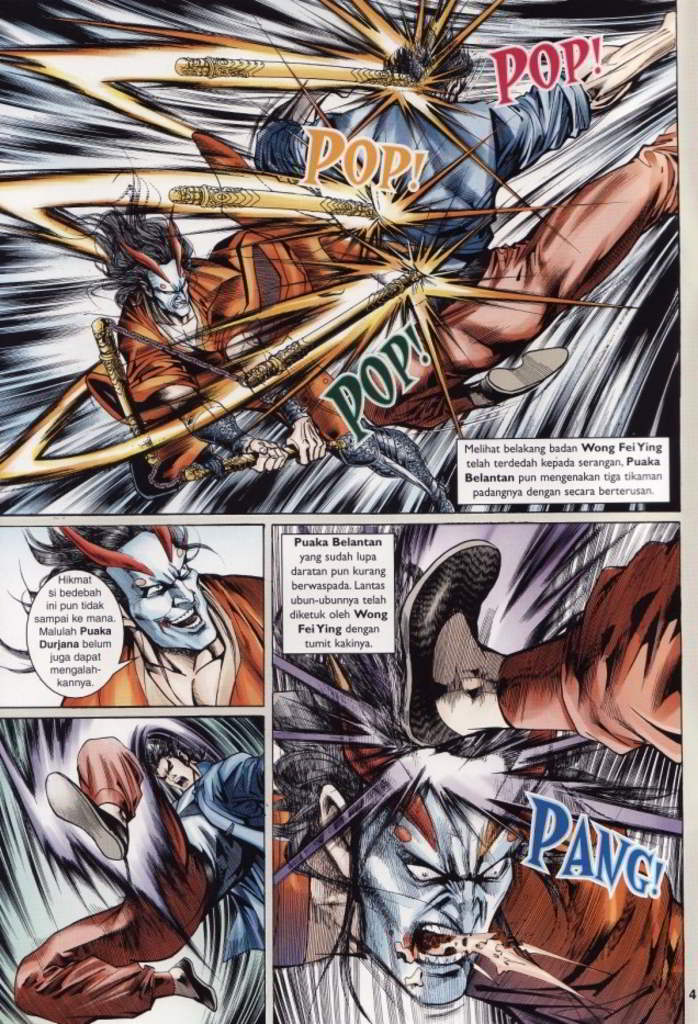 POP!
POP!
POP!
Melihat belakang badan Wong Fei Ying
telah terdedah kepada serangan, Puaka
Belantan pun mengenakan tiga tikaman
padangnya dengan secara berterusan.
Hikmat
si bedebah
ini pun tidak
sampai ke mana.
Malulah Puaka
Durjana belum
juga dapat
mengalah-
kannya.
Puaka Belantan
yang sudah lupa
daratan pun kurang
berwaspada. Lantas
ubun-ubunnya telah
diketuk oleh Wong
Fei Ying dengan
tumit kakinya.
PANG!
4